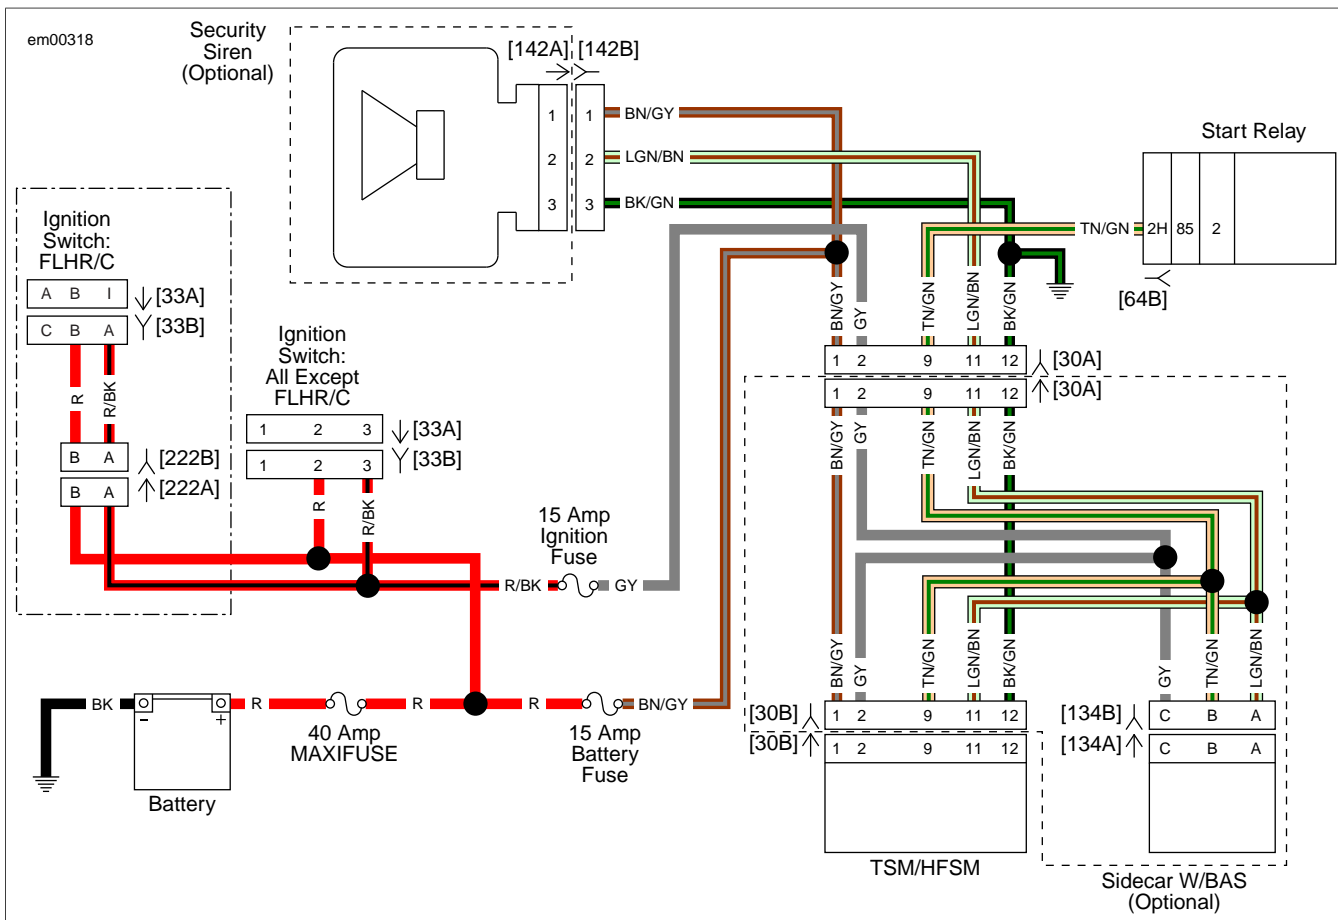 em00318
Security
Siren
(Optional)
[142A] [142B]
1 1 BN/GY
2 2 LGN/BN
3 3 BK/GN
Start Relay
TN/GN 2H 85 2
[64B]
Ignition
Switch:
FLHR/C
A B I [33A]
C B A [33B]
R R/BK
B A [222B]
B A [222A]
Ignition
Switch:
All Except
FLHR/C
1 2 3 [33A]
1 2 3 [33B]
R R/BK
BN/GY GY TN/GN LGN/BN BK/GN
1 2 9 11 12 [30A]
1 2 9 11 12 [30A]
BN/GY GY TN/GN LGN/BN BK/GN
15 Amp
Ignition
Fuse
R/BK GY
BK - + R R R BN/GY
Battery
40 Amp
MAXIFUSE
15 Amp
Battery
Fuse
BN/GY GY TN/GN LGN/BN BK/GN GY TN/GN LGN/BN
[30B] 1 2 9 11 12
[30B] 1 2 9 11 12
TSM/HFSM
[134B] C B A
[134A] C B A
Sidecar W/BAS
(Optional)